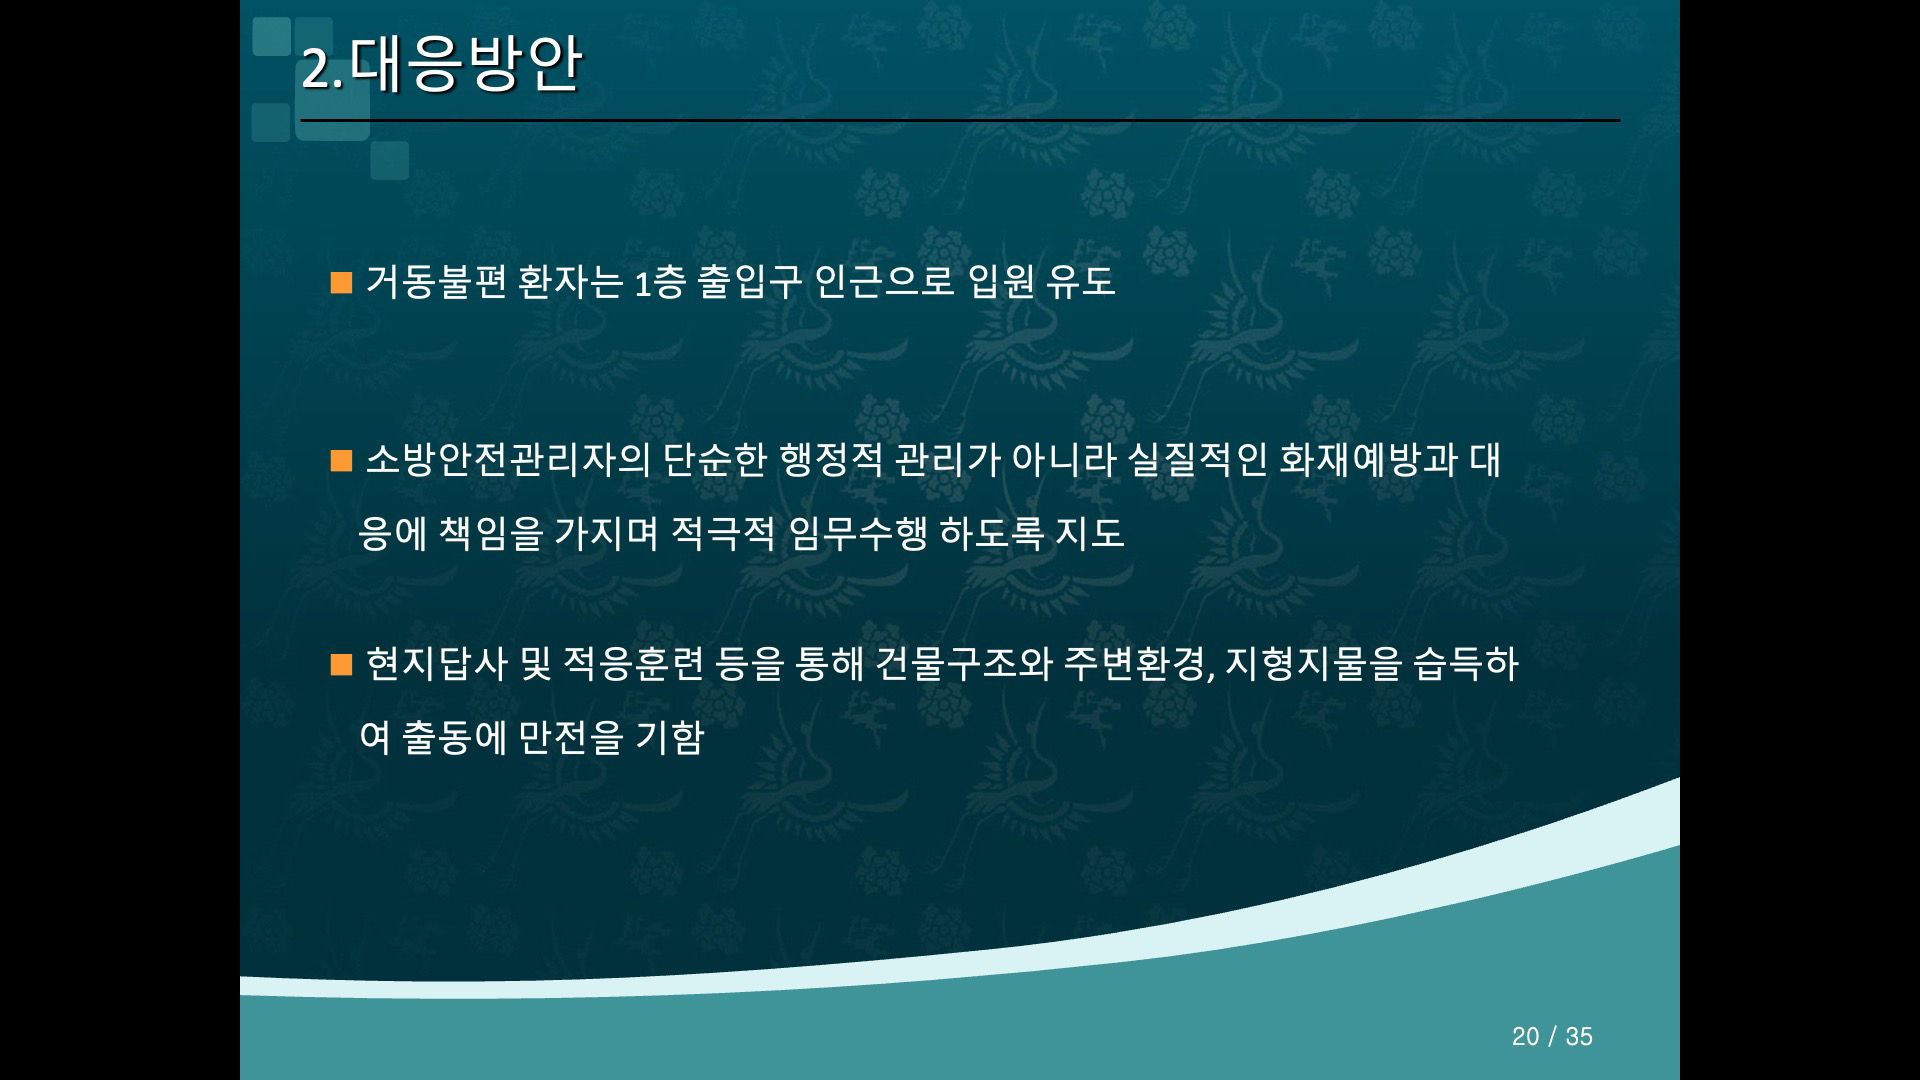 2.대응방안
■ 거동불편 환자는 1층 출입구 인근으로 입원 유도
■ 소방안전관리자의 단순한 행정적 관리가 아니라 실질적인 화재예방과 대
응에 책임을 가지며 적극적 임무수행 하도록 지도
■ 현지답사 및 적응훈련 등을 통해 건물구조와 주변환경, 지형지물을 습득하
여 출동에 만전을 기함
20 / 35